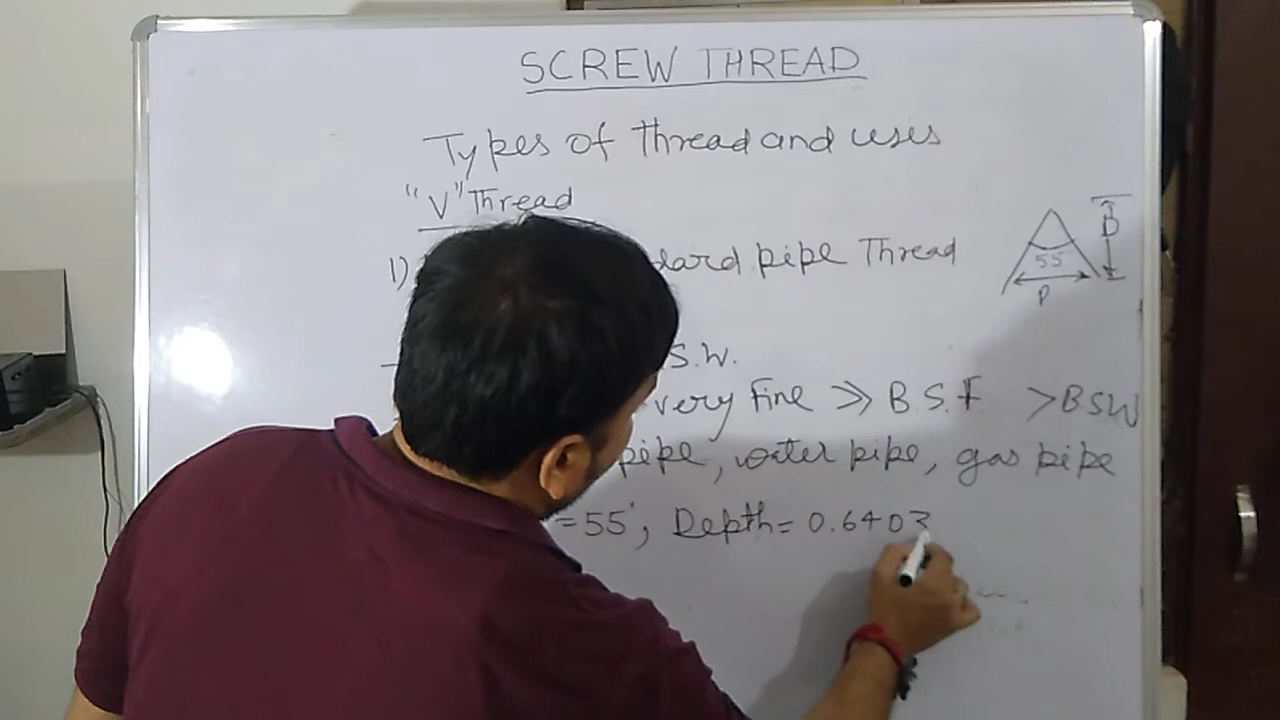 SCREW THREAD
Types of thread and uses
"V" Thread
1) dard pipe Thread
D
55
P
S.W.
very Fine >> B.S.F. > BSW
pipe, water pipe, gas pipe
=55°, Depth= 0.6403